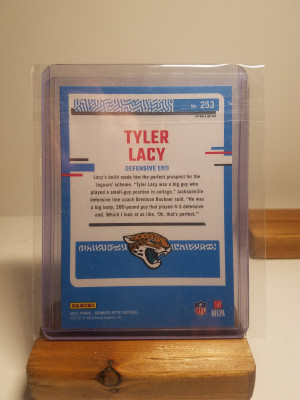 No. 253
TYLER
LACY
DEFENSIVE END
Lacy's build made him the perfect prospect for the
Jaguars' scheme. "Tyler Lacy was a big guy who
played a small-guy position in college," Jacksonville
defensive line coach Brentson Buckner said. "He was
a big body, 280-pound guy that played 4-3 defensive
end. Which I look at as like, 'Oh, that's perfect.'"
PANINI
NFL
NFLPA